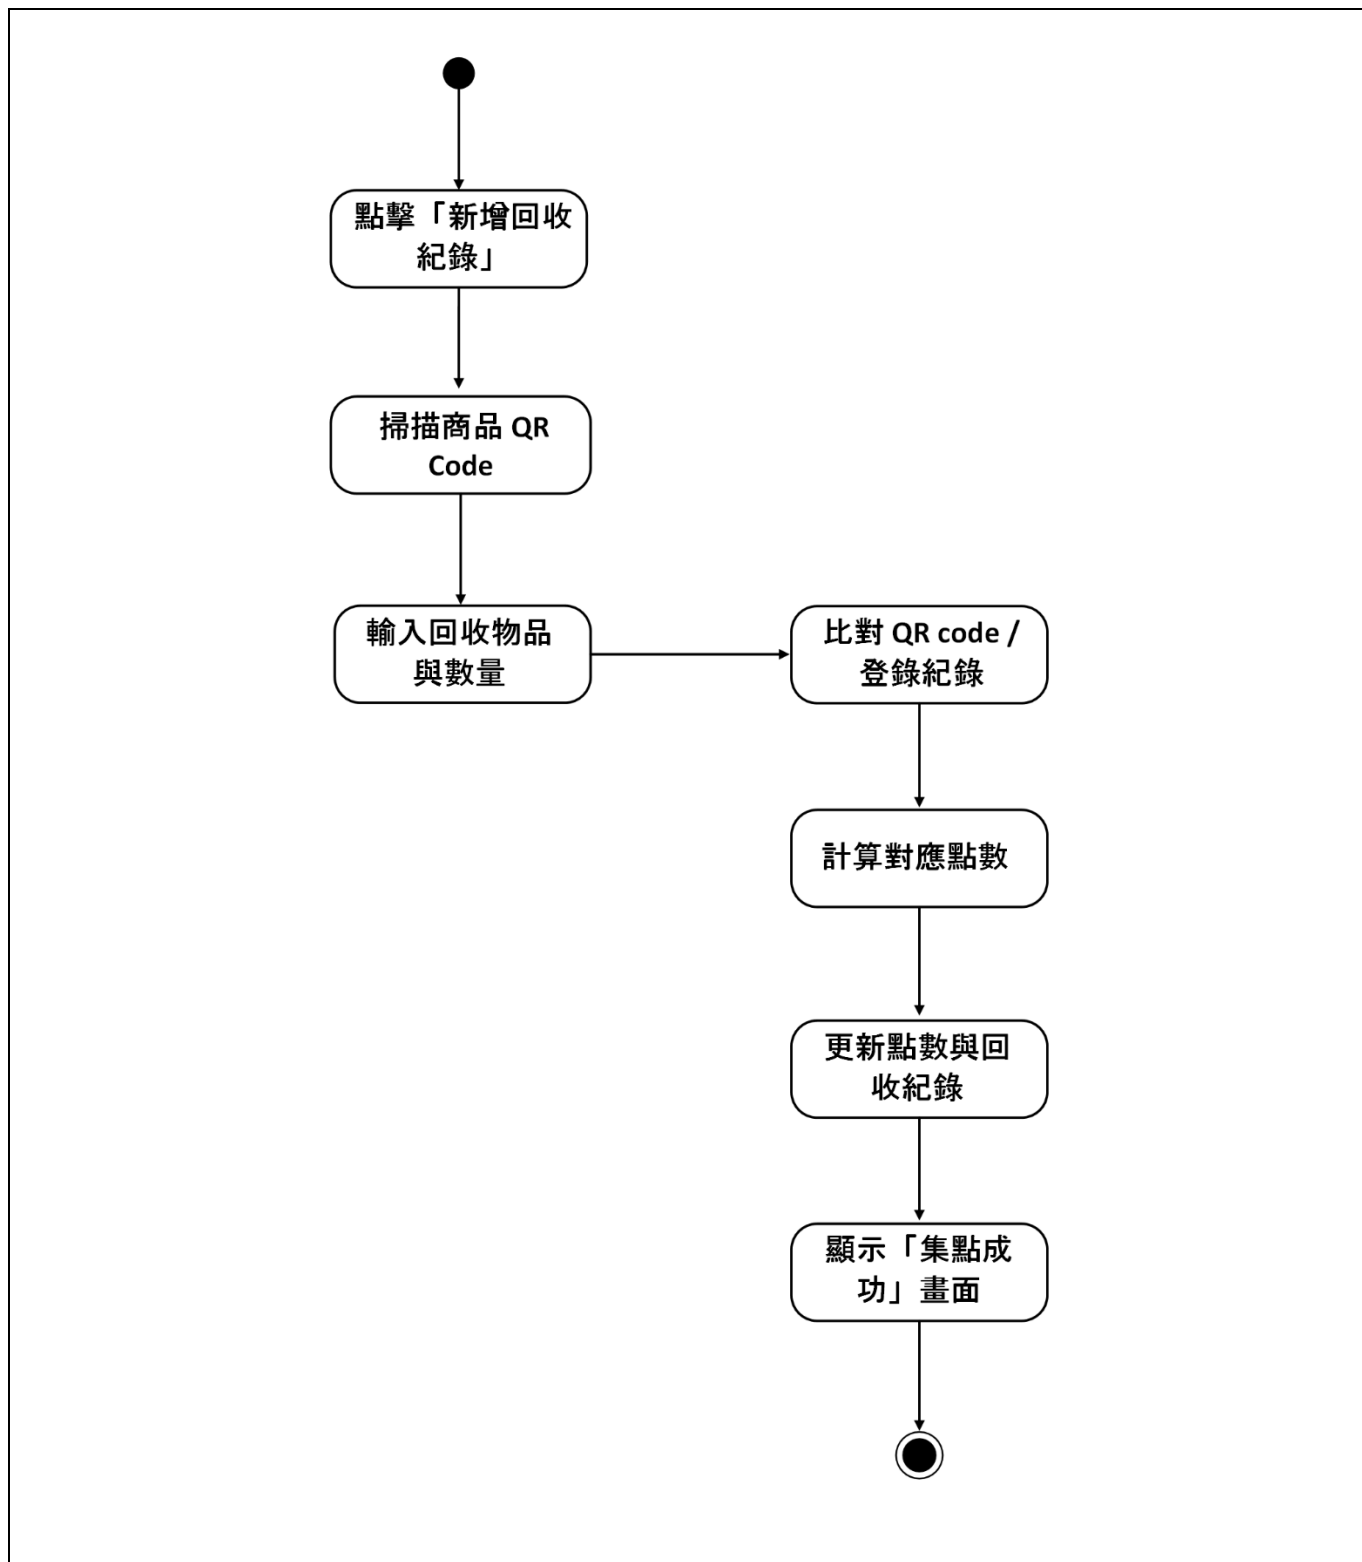 點擊「新增回收
紀錄」
掃描商品 QR
Code
輸入回收物品
與數量
比對 QR code /
登錄紀錄
計算對應點數
更新點數與回
收紀錄
顯示「集點成
功」畫面